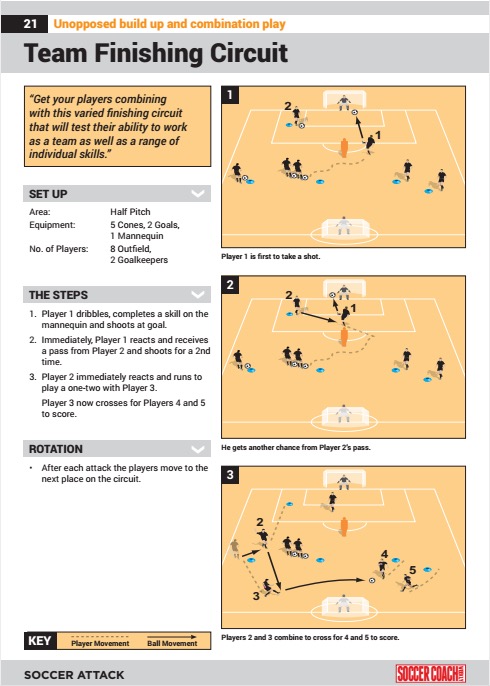 21 Unopposed build up and combination play
Team Finishing Circuit
“Get your players combining
with this varied finishing circuit
that will test their ability to work
as a team as well as a range of
individual skills.”
SET UP
Area: Half Pitch
Equipment: 5 Cones, 2 Goals,
1 Mannequin
No. of Players: 8 Outfield,
2 Goalkeepers
THE STEPS
1. Player 1 dribbles, completes a skill on the
mannequin and shoots at goal.
2. Immediately, Player 1 reacts and receives
a pass from Player 2 and shoots for a 2nd
time.
3. Player 2 immediately reacts and runs to
play a one-two with Player 3.
Player 3 now crosses for Players 4 and 5
to score.
ROTATION
• After each attack the players move to the
next place on the circuit.
KEY
Player Movement
Ball Movement
1
2
1
Player 1 is first to take a shot.
2
2
1
He gets another chance from Player 2's pass.
3
2
3
4
5
Players 2 and 3 combine to cross for 4 and 5 to score.
SOCCER ATTACK
SOCCER COACH